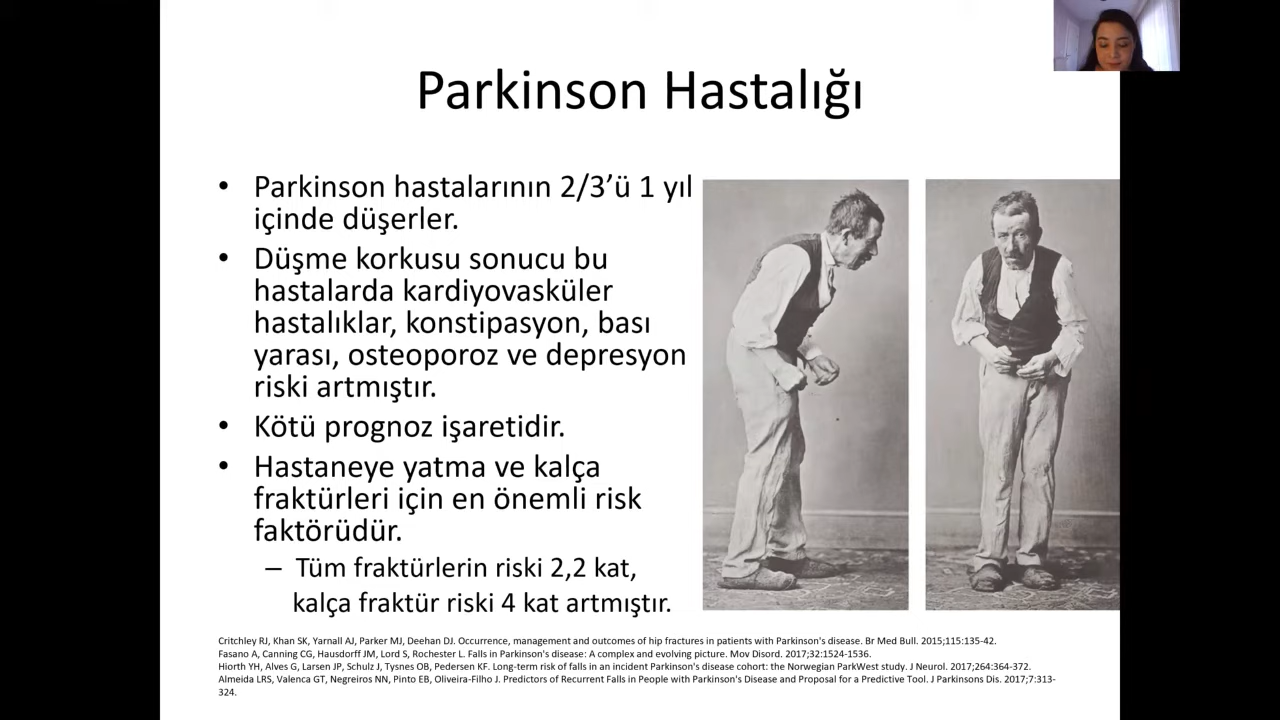 Parkinson Hastalığı
• Parkinson hastalarının 2/3’ü 1 yıl
içinde düşerler.
• Düşme korkusu sonucu bu
hastalarda kardiyovasküler
hastalıklar, konstipasyon, bası
yarası, osteoporoz ve depresyon
riski artmıştır.
• Kötü prognoz işaretidir.
• Hastaneye yatma ve kalça
fraktürleri için en önemli risk
faktörüdür.
– Tüm fraktürlerin riski 2,2 kat,
kalça fraktür riski 4 kat artmıştır.
Critchley RJ, Khan SK, Yarnall AJ, Parker MJ, Deehan DJ. Occurrence, management and outcomes of hip fractures in patients with Parkinson's disease. Br Med Bull. 2015;115:135-42.
Fasano A, Canning CG, Hausdorff JM, Lord S, Rochester L. Falls in Parkinson's disease: A complex and evolving picture. Mov Disord. 2017;32:1524-1536.
Hiorth YH, Alves G, Larsen JP, Schulz J, Tysnes OB, Pedersen KF. Long-term risk of falls in an incident Parkinson's disease cohort: the Norwegian ParkWest study. J Neurol. 2017;264:364-372.
Almeida LRS, Valenca GT, Negreiros NN, Pinto EB, Oliveira-Filho J. Predictors of Recurrent Falls in People with Parkinson's Disease and Proposal for a Predictive Tool. J Parkinsons Dis. 2017;7:313-
324.